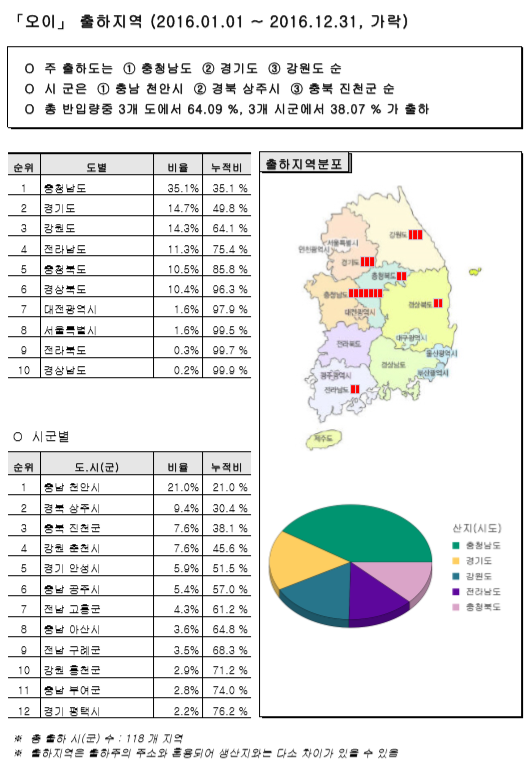 「오이」 출하지역 (2016.01.01 ~ 2016.12.31, 가락)
○ 주 출하도는 ① 충청남도 ② 경기도 ③ 강원도 순
○ 시 군은 ① 충남 천안시 ② 경북 상주시 ③ 충북 진천군 순
○ 총 반입량중 3개 도에서 64.09 %, 3개 시군에서 38.07 % 가 출하
순위 도별 비율 누적비
1 충청남도 35.1% 35.1 %
2 경기도 14.7% 49.8 %
3 강원도 14.3% 64.1 %
4 전라남도 11.3% 75.4 %
5 충청북도 10.5% 85.8 %
6 경상북도 10.4% 96.3 %
7 대전광역시 1.6% 97.9 %
8 서울특별시 1.6% 99.5 %
9 전라북도 0.3% 99.7 %
10 경상남도 0.2% 99.9 %
○ 시군별
순위 도.시(군) 비율 누적비
1 충남 천안시 21.0% 21.0 %
2 경북 상주시 9.4% 30.4 %
3 충북 진천군 7.6% 38.1 %
4 강원 춘천시 7.6% 45.6 %
5 경기 안성시 5.9% 51.5 %
6 충남 공주시 5.4% 57.0 %
7 전남 고흥군 4.3% 61.2 %
8 충남 아산시 3.6% 64.8 %
9 전남 구례군 3.5% 68.3 %
10 강원 홍천군 2.9% 71.2 %
11 충남 부여군 2.8% 74.0 %
12 경기 평택시 2.2% 76.2 %
출하지역분포
강원도
서울특별시
인천광역시
경기도
충청북도
충청남도
경상북도
대전광역시
대구광역시
전라북도
울산광역시
경상남도
광주광역시
부산광역시
전라남도
제주도
산지(시도)
충청남도
경기도
강원도
전라남도
충청북도
※ 총 출하 시(군) 수 : 118 개 지역
※ 출하지역은 출하주의 주소와 혼용되어 생산지와는 다소 차이가 있을 수 있음